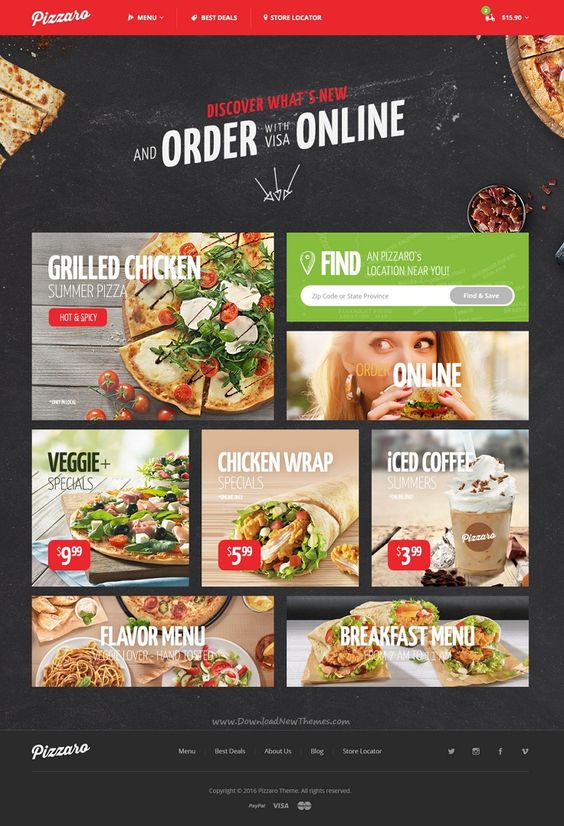 Pizzaro
MENU
BEST DEALS
STORE LOCATOR
2
$15.90
DISCOVER WHAT`S NEW
AND ORDER WITH VISA ONLINE
GRILLED CHICKEN
SUMMER PIZZA
HOT & SPICY
*ONLY IN LOCAL
FIND AN PIZZARO`s
LOCATION NEAR YOU!
Zip Code or State Province
Find & Save
ORDER ONLINE
VEGGIE+
SPECIALS
$9.99
CHICKEN WRAP
SPECIALS
*ONLINE ONLY
$5.99
iCED COFFEE
SUMMERS
*ONLINE ONLY
Pizzaro
$3.99
FLAVOR MENU
VEGGIE LOVER - HAND TOSTED
BREAKFAST MENU
FROM 7 AM TO 11 AM
www.DownloadNewThemes.com
Pizzaro
Menu
Best Deals
About Us
Blog
Store Locator
Copyright © 2016 Pizzaro Theme. All rights reserved.
PayPal VISA